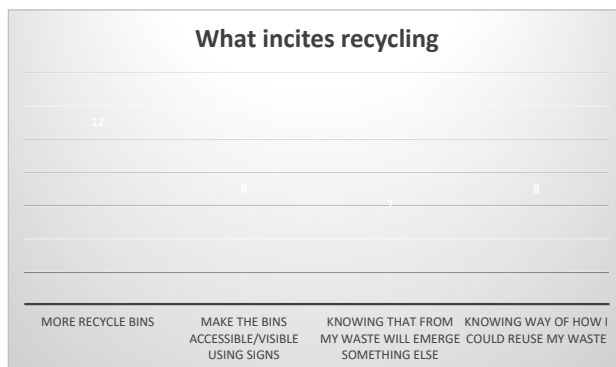 What incites recycling
12
8
7
8
MORE RECYCLE BINS
MAKE THE BINS
ACCESSIBLE/VISIBLE
USING SIGNS
KNOWING THAT FROM
MY WASTE WILL EMERGE
SOMETHING ELSE
KNOWING WAY OF HOW I
COULD REUSE MY WASTE